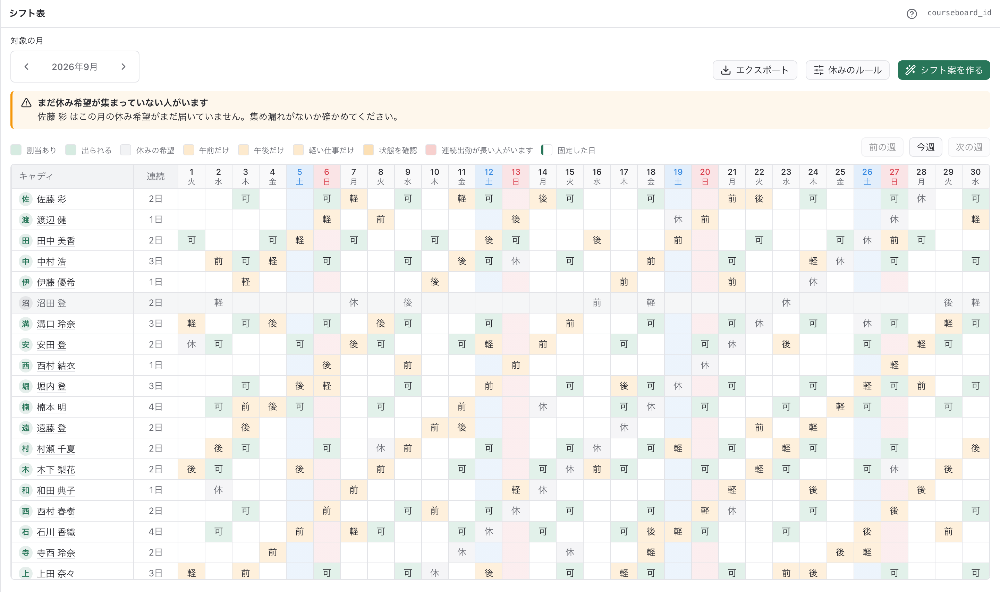 シフト表
courseboard_id
対象の月
2026年9月
エクスポート
休みのルール
シフト案を作る
まだ休み希望が集まっていない人がいます
佐藤 彩 はこの月の休み希望がまだ届いていません。集め漏れがないか確かめてください。
割当あり 出られる 休みの希望 午前だけ 午後だけ 軽い仕事だけ 状態を確認 連続出勤が長い人がいます 固定した日
前の週 今週 次の週
キャディ 連続 1 2 3 4 5 6 7 8 9 10 11 12 13 14 15 16 17 18 19 20 21 22 23 24 25 26 27 28 29 30
火 水 木 金 土 日 月 火 水 木 金 土 日 月 火 水 木 金 土 日 月 火 水 木 金 土 日 月 火 水
佐 佐藤 彩 2日 可 可 軽 可 軽 可 後 可 可 前 後 可 可 休 可
渡 渡辺 健 1日 軽 前 後 休 前 休 軽
田 田中 美香 2日 可 可 軽 可 可 後 可 後 前 可 可 休 前 可
中 中村 浩 3日 前 可 軽 可 可 後 可 休 可 前 可 軽 休 可 可
伊 伊藤 優希 1日 軽 後 前 前 休
沼 沼田 登 2日 軽 休 後 前 軽 休 後 軽
溝 溝口 玲奈 3日 軽 可 後 可 後 可 可 前 可 可 休 可 休 可 軽 可
安 安田 登 2日 休 可 可 後 可 可 軽 前 可 可 休 後 可 軽 可
西 西村 結衣 1日 後 前 前 休 軽
堀 堀内 登 3日 可 後 軽 可 前 可 後 可 休 可 可 軽 可 前 可
楠 楠本 明 4日 可 前 後 可 可 前 休 可 休 可 可 軽 可 可
遠 遠藤 登 2日 後 前 後 休 前 軽
村 村瀬 千夏 2日 後 可 可 休 前 可 可 休 可 軽 可 軽 可 可 後
木 木下 梨花 2日 後 可 後 前 可 可 休 前 可 可 軽 可 可 休 後
和 和田 典子 1日 休 前 軽 休 軽 後 後
西 西村 春樹 2日 可 前 可 前 可 休 可 可 軽 休 可 後 可
石 石川 香織 4日 可 前 軽 可 可 休 可 可 後 軽 可 可 後 前
寺 寺西 玲奈 2日 前 休 休 軽 後 軽
上 上田 奈々 3日 軽 前 可 可 休 後 可 軽 可 可 前 後 可 可